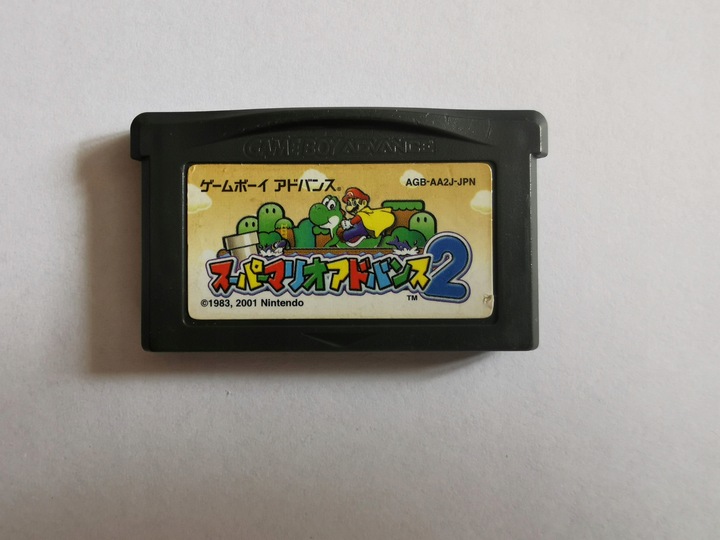 GAME BOY ADVANCE
ゲームボーイ アドバンス®
AGB-AA2J-JPN
スーパーマリオアドバンス2
™
©1983, 2001 Nintendo